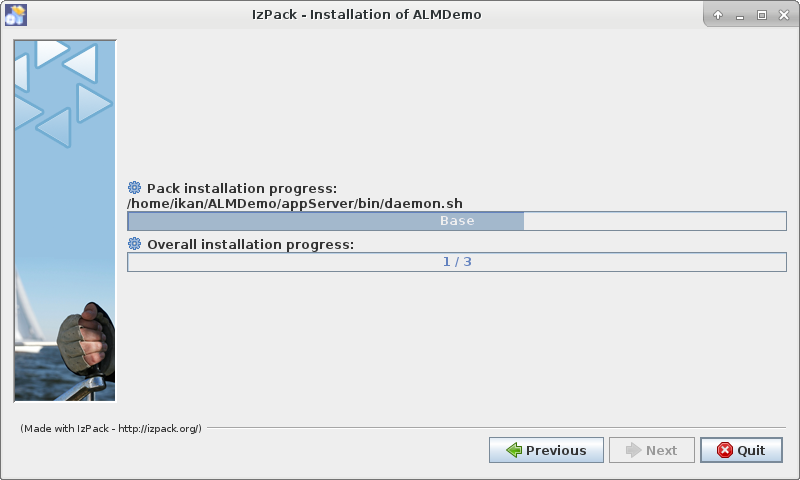 IzPack - Installation of ALMDemo
Pack installation progress:
/home/ikan/ALMDemo/appServer/bin/daemon.sh
Base
Overall installation progress:
1 / 3
(Made with IzPack - http://izpack.org/)
Previous
Next
Quit